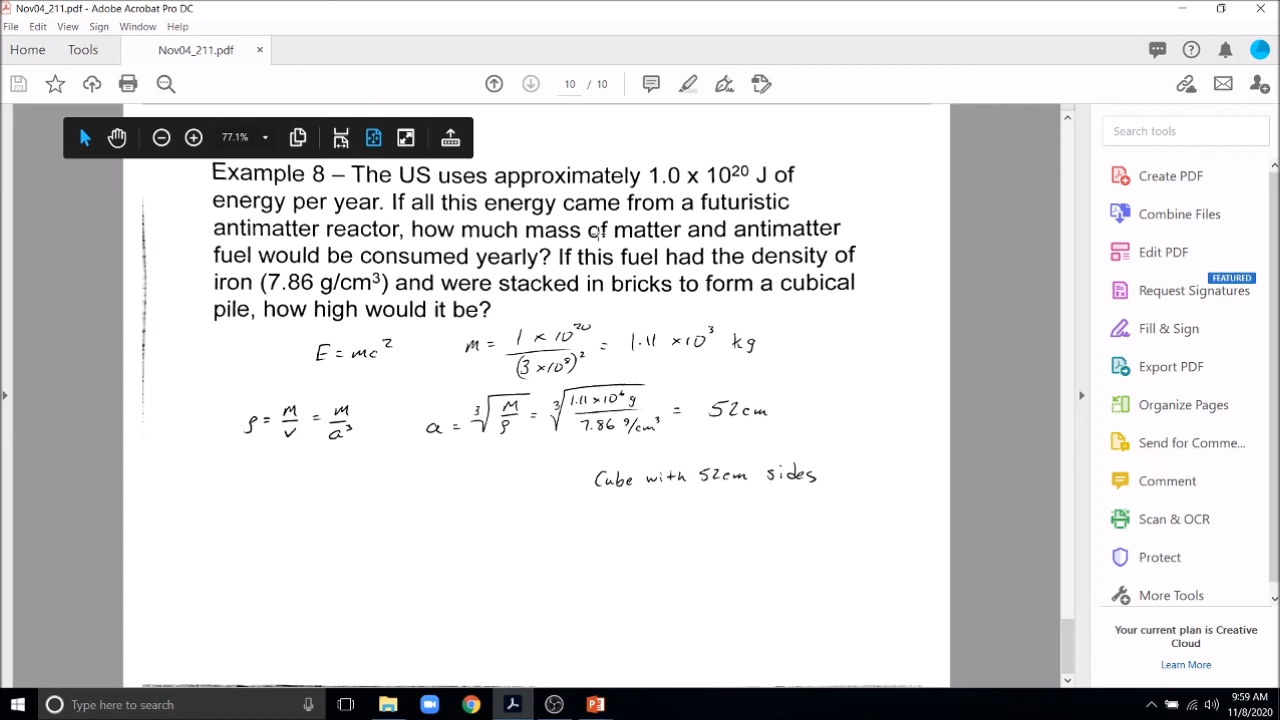 Nov04_211.pdf - Adobe Acrobat Pro DC
File Edit View Sign Window Help
Home Tools Nov04_211.pdf ×
10 / 10
77.1%
Search tools
Create PDF
Combine Files
Edit PDF
FEATURED
Request Signatures
Fill & Sign
Export PDF
Organize Pages
Send for Comme...
Comment
Scan & OCR
Protect
More Tools
Your current plan is Creative
Cloud
Learn More
Example 8 – The US uses approximately 1.0 x 10²⁰ J of
energy per year. If all this energy came from a futuristic
antimatter reactor, how much mass of matter and antimatter
fuel would be consumed yearly? If this fuel had the density of
iron (7.86 g/cm³) and were stacked in bricks to form a cubical
pile, how high would it be?
E = mc² m = 1 × 10²⁰ / (3 × 10⁸)² = 1.11 × 10³ kg
ρ = m/v = m/a³ a = ∛(M/ρ) = ∛(1.11 × 10⁶ g / 7.86 g/cm³) = 52cm
Cube with 52cm sides
Type here to search
9:59 AM
11/8/2020